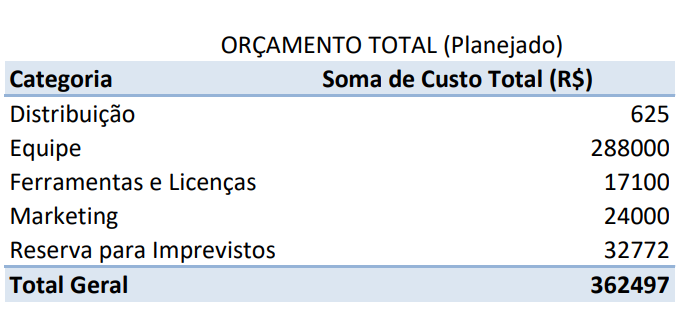 ORÇAMENTO TOTAL (Planejado)
Categoria Soma de Custo Total (R$)
Distribuição 625
Equipe 288000
Ferramentas e Licenças 17100
Marketing 24000
Reserva para Imprevistos 32772
Total Geral 362497